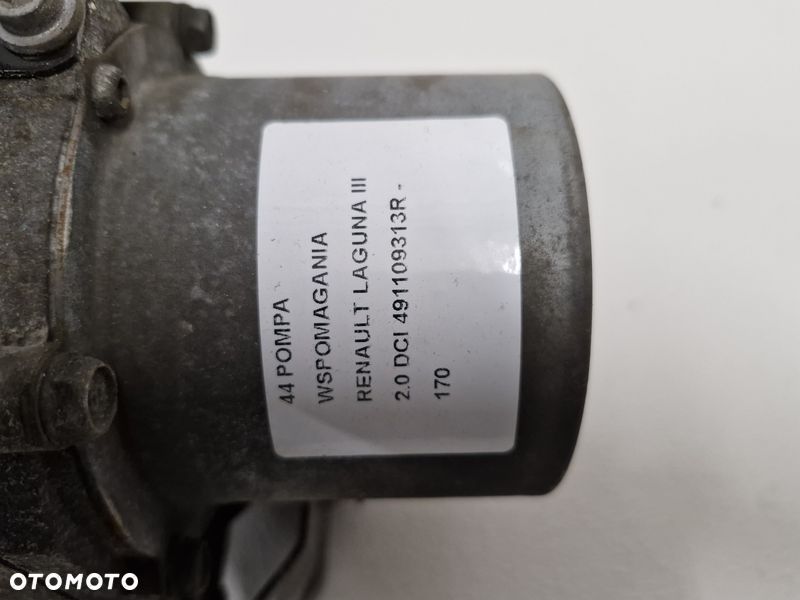 44 POMPA
WSPOMAGANIA
RENAULT LAGUNA III
2.0 DCI 491109313R -
170
OTOMOTO